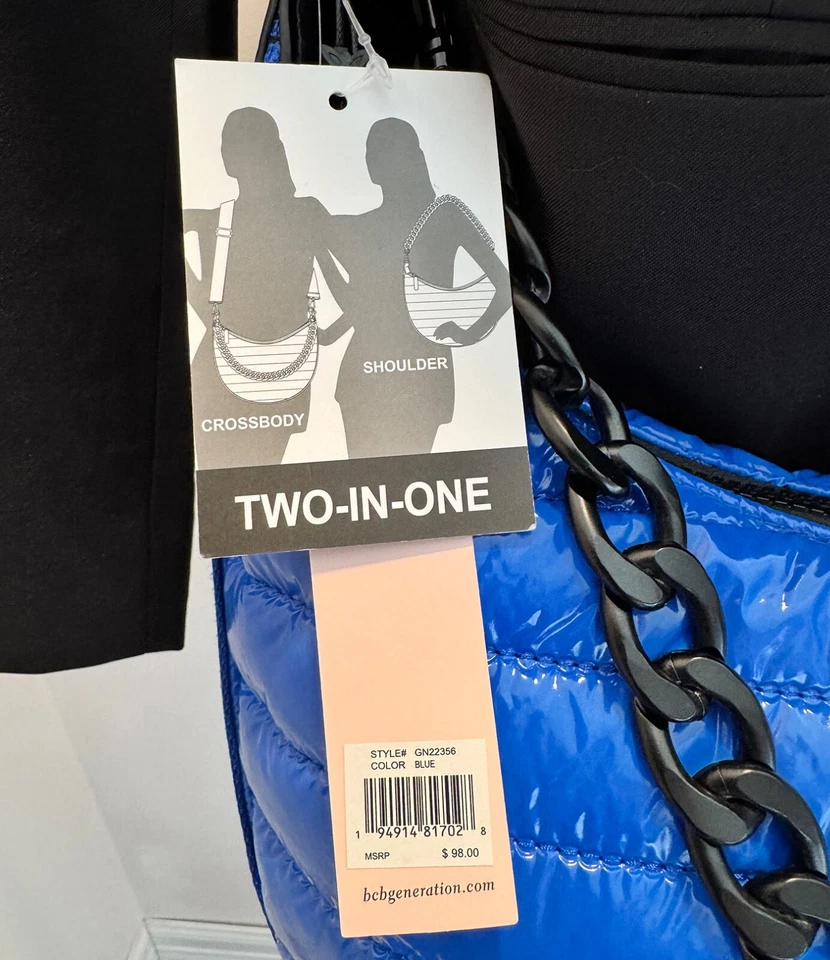 SHOULDER
CROSSBODY
TWO-IN-ONE
STYLE# GN22356
COLOR BLUE
1 94914 81702 8
MSRP $ 98.00
bcbgeneration.com